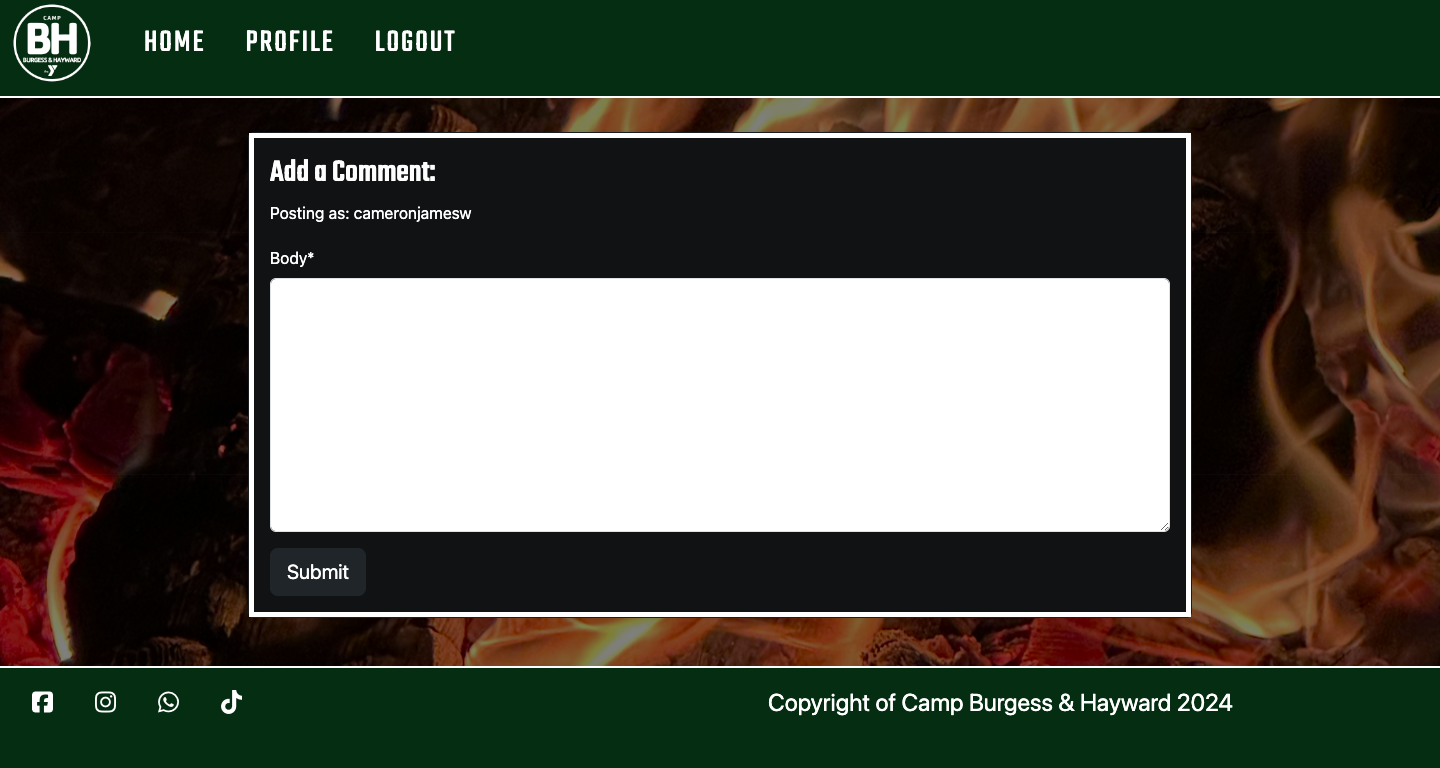 CAMP
BH
BURGESS & HAYWARD
HOME PROFILE LOGOUT
Add a Comment:
Posting as: cameronjamesw
Body*
Submit
Copyright of Camp Burgess & Hayward 2024